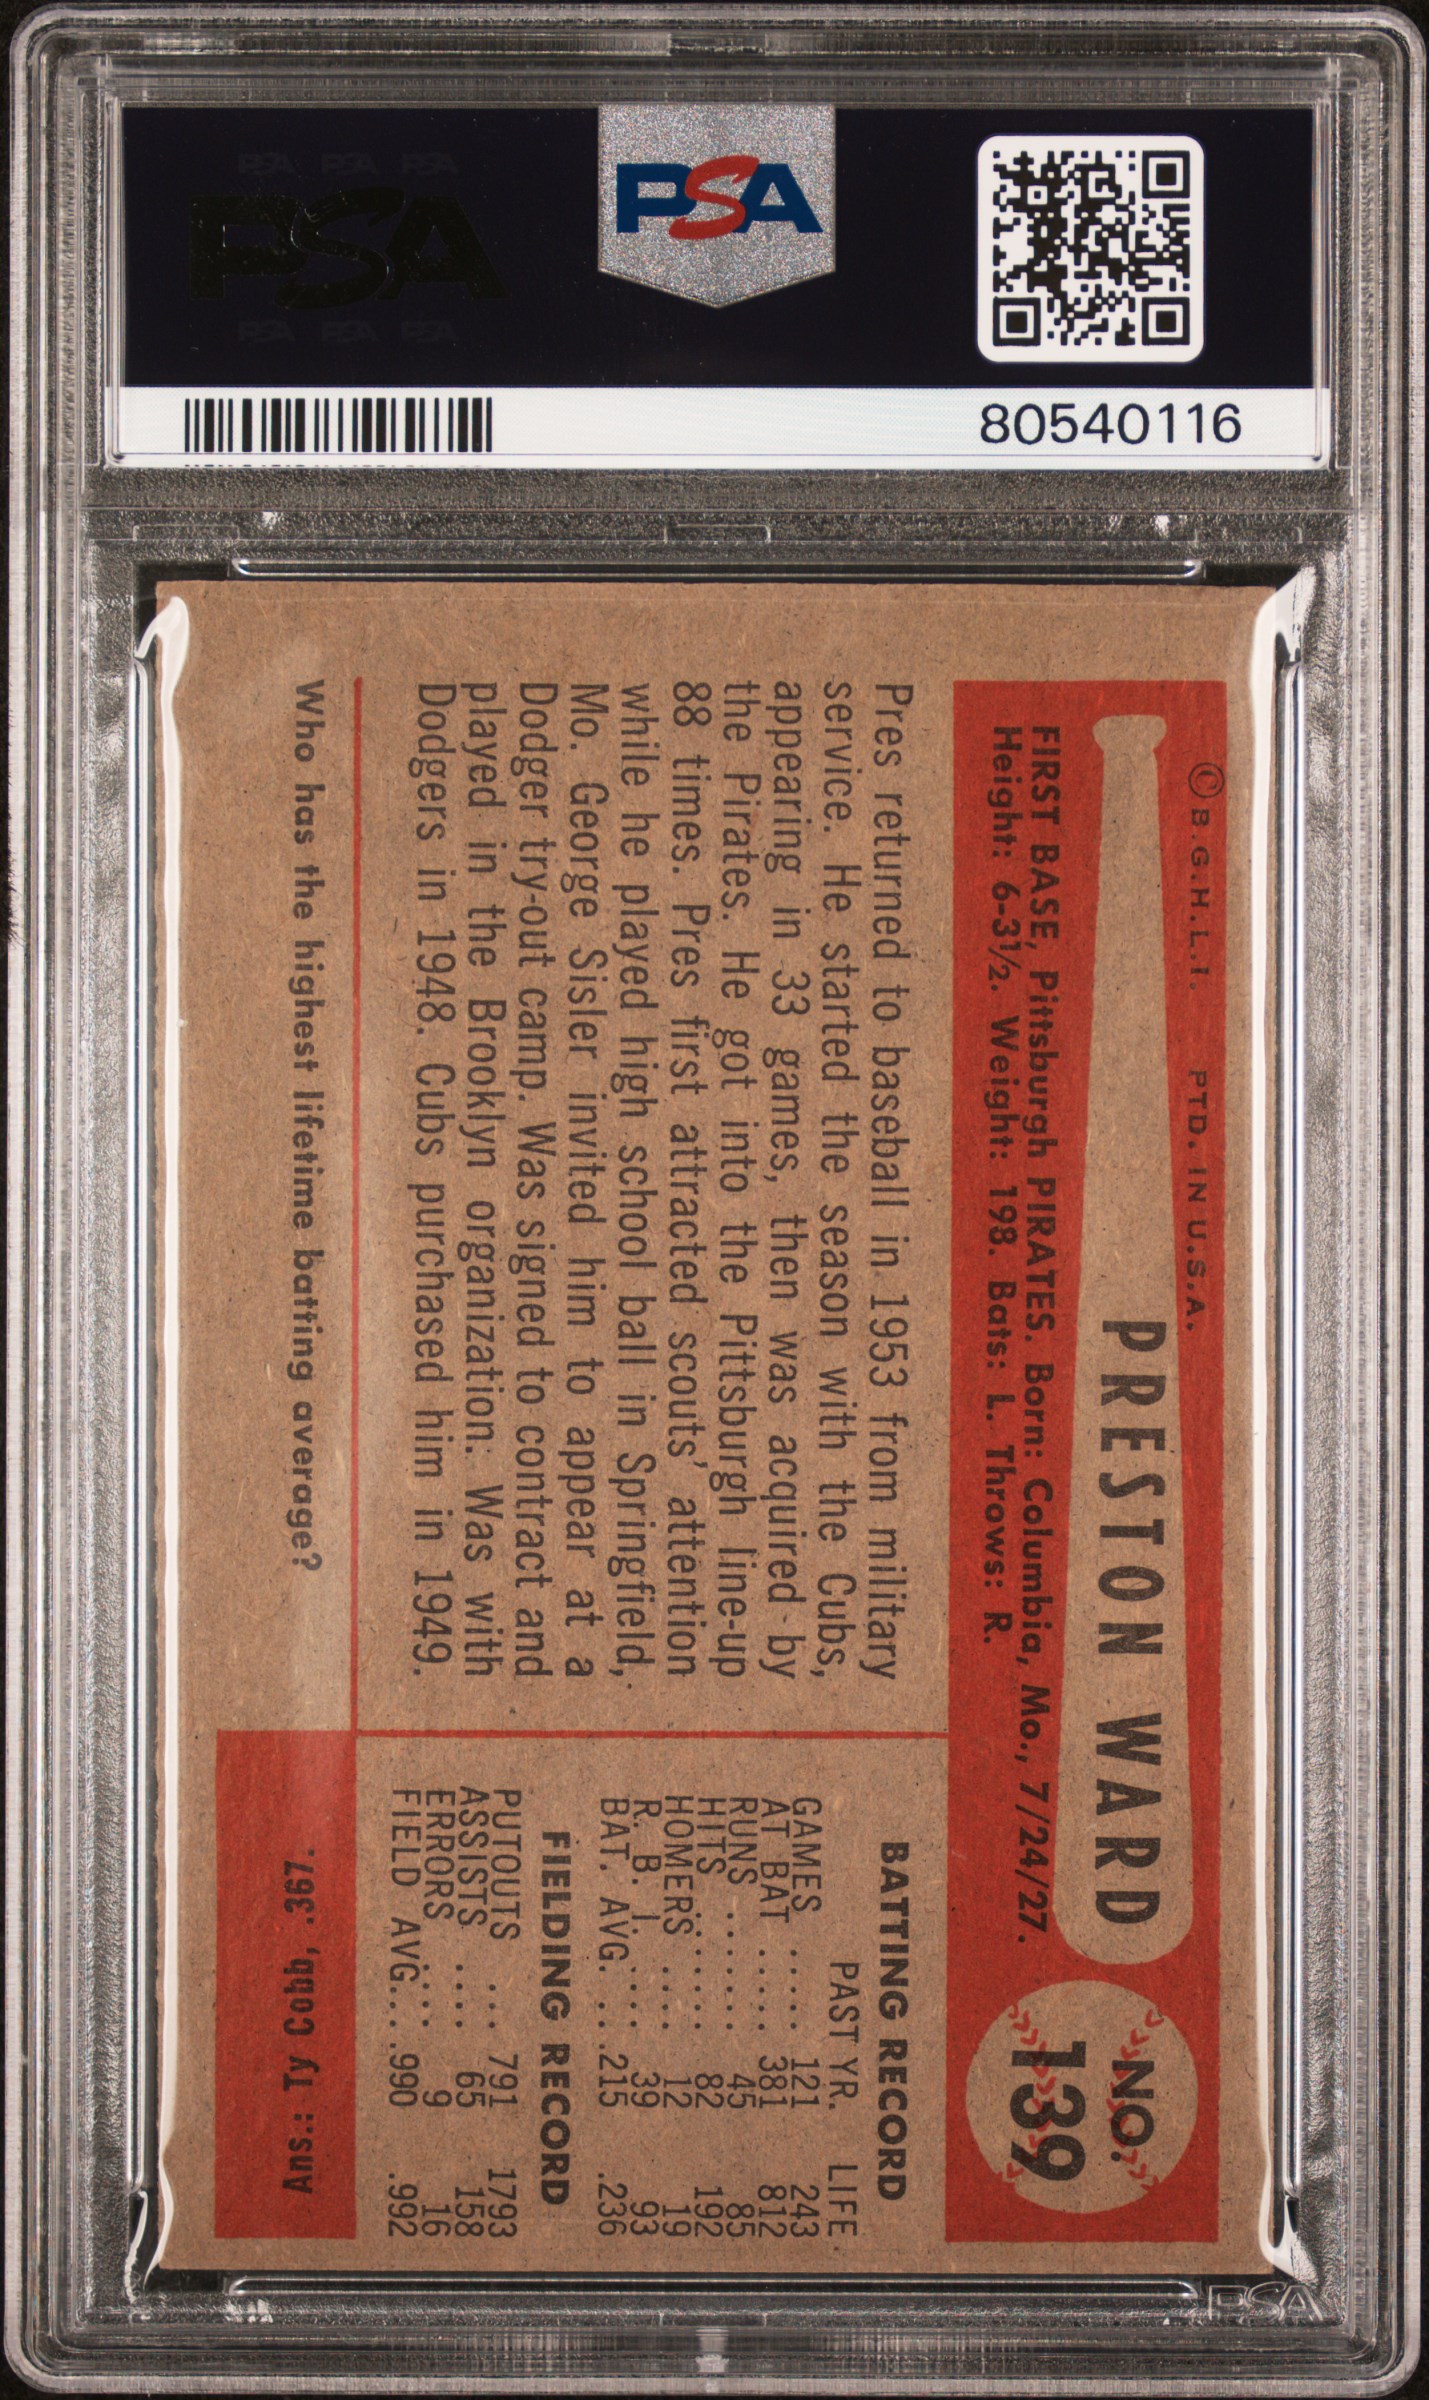 PSA PSA PSA
PSA
PSA PSA PSA
PSA
80540116
© B.G.H.L.I. PTD. IN U.S.A.
PRESTON WARD
NO.
139
FIRST BASE, Pittsburgh PIRATES. Born: Columbia, Mo., 7/24/27.
Height: 6-3½. Weight: 198. Bats: L. Throws: R.
Pres returned to baseball in 1953 from military
service. He started the season with the Cubs,
appearing in 33 games, then was acquired by
the Pirates. He got into the Pittsburgh line-up
88 times. Pres first attracted scouts' attention
while he played high school ball in Springfield,
Mo. George Sisler invited him to appear at a
Dodger try-out camp. Was signed to contract and
played in the Brooklyn organization. Was with
Dodgers in 1948. Cubs purchased him in 1949.
BATTING RECORD
PAST YR. LIFE
GAMES .... 121 243
AT BAT .... 381 812
RUNS ...... 45 85
HITS ...... 82 192
HOMERS .... 12 19
R. B. I. .... 39 93
BAT. AVG. ...215 .236
FIELDING RECORD
PUTOUTS ... 791 1793
ASSISTS .... 65 158
ERRORS .... 9 16
FIELD AVG...990 .992
Who has the highest lifetime batting average?
Ans: Ty Cobb, .367.
PSA